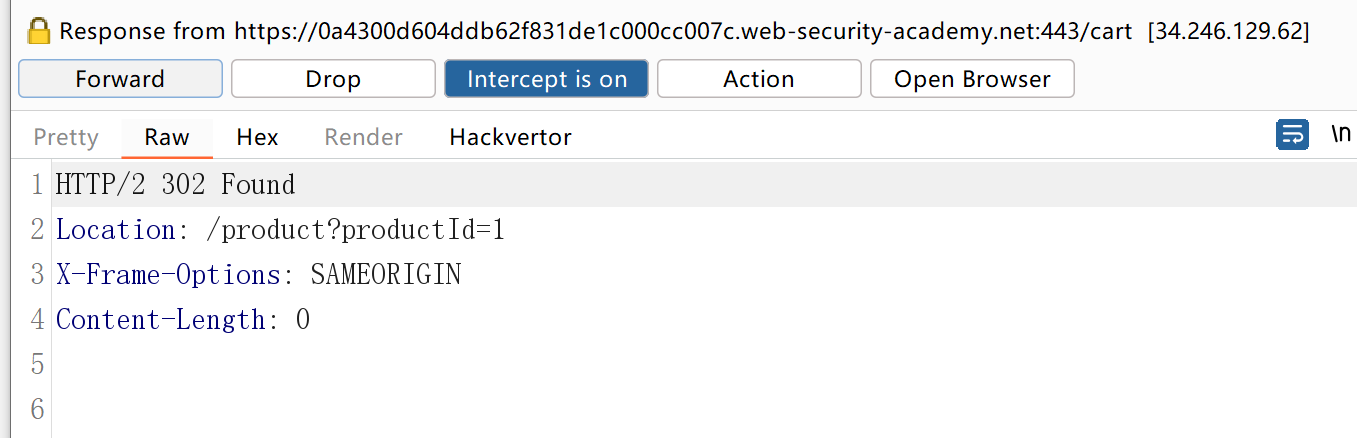 Response from https://0a4300d604ddb62f831de1c000cc007c.web-security-academy.net:443/cart [34.246.129.62]
Forward Drop Intercept is on Action Open Browser
Pretty Raw Hex Render Hackvertor \n
1 HTTP/2 302 Found
2 Location: /product?productId=1
3 X-Frame-Options: SAMEORIGIN
4 Content-Length: 0
5
6